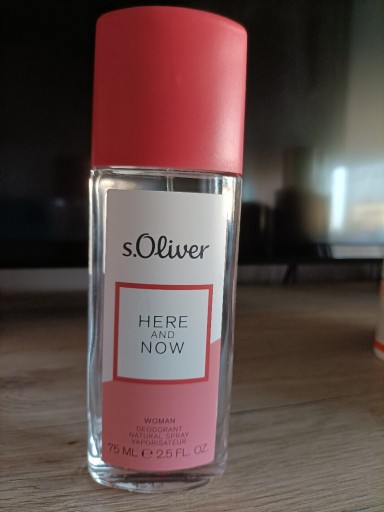 s.Oliver
HERE
AND
NOW
WOMAN
DEODORANT
NATURAL SPRAY
VAPORISATEUR
75 ML ℮ 2.5 FL. OZ.